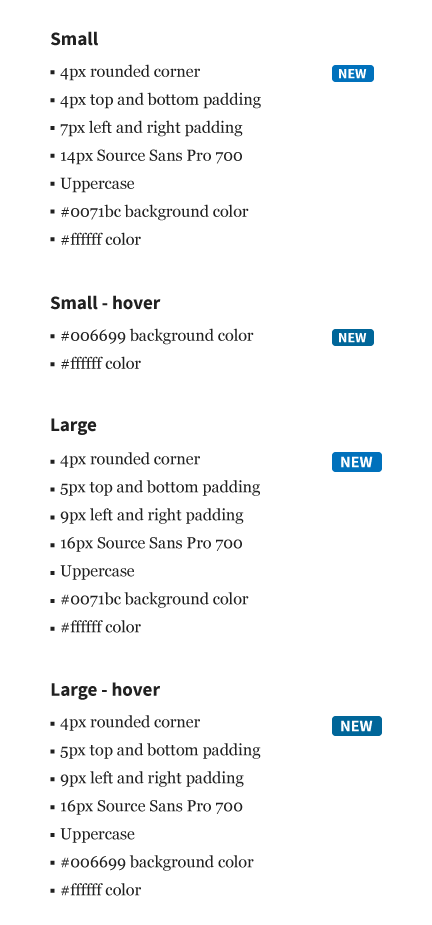 Small
▪ 4px rounded corner
NEW
▪ 4px top and bottom padding
▪ 7px left and right padding
▪ 14px Source Sans Pro 700
▪ Uppercase
▪ #0071bc background color
▪ #ffffff color
Small - hover
▪ #006699 background color
NEW
▪ #ffffff color
Large
▪ 4px rounded corner
NEW
▪ 5px top and bottom padding
▪ 9px left and right padding
▪ 16px Source Sans Pro 700
▪ Uppercase
▪ #0071bc background color
▪ #ffffff color
Large - hover
▪ 4px rounded corner
NEW
▪ 5px top and bottom padding
▪ 9px left and right padding
▪ 16px Source Sans Pro 700
▪ Uppercase
▪ #006699 background color
▪ #ffffff color